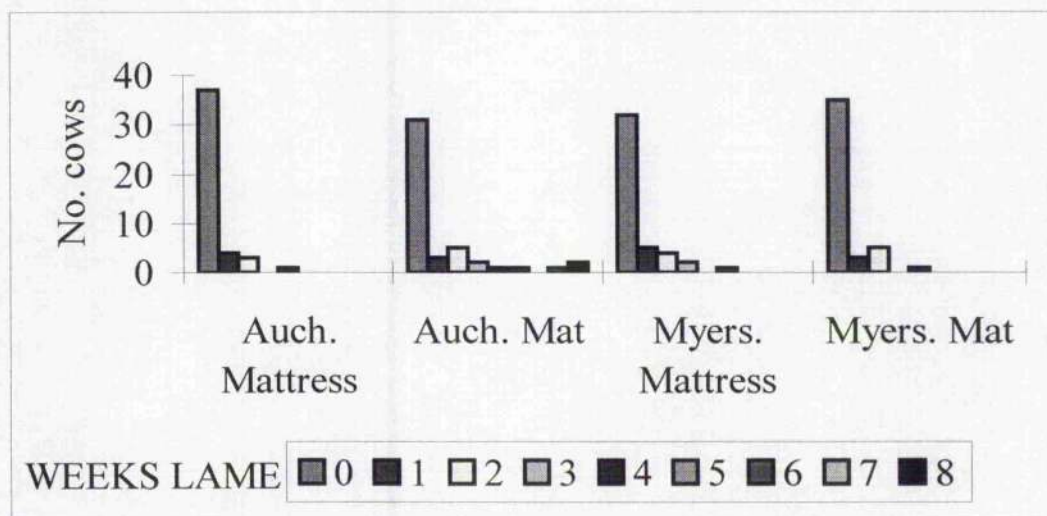 No. cows
40
30
20
10
0
Auch. Mattress
Auch. Mat
Myers. Mattress
Myers. Mat
WEEKS LAME 0 1 2 3 4 5 6 7 8